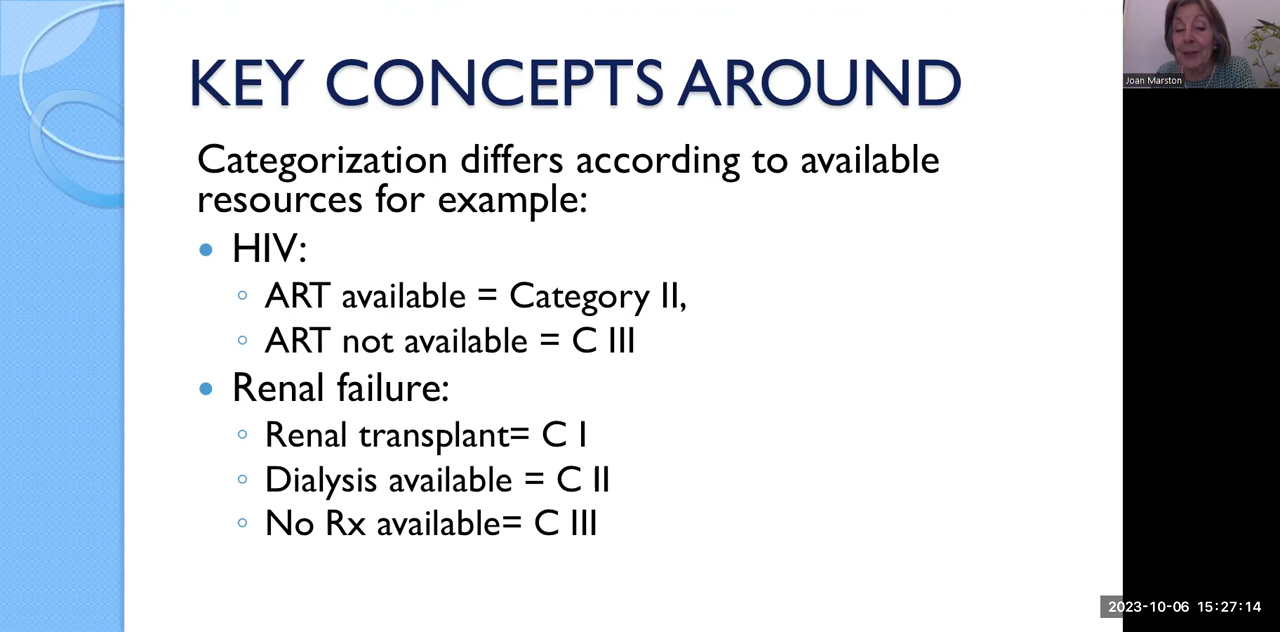 KEY CONCEPTS AROUND
Categorization differs according to available
resources for example:
• HIV:
◦ ART available = Category II,
◦ ART not available = C III
• Renal failure:
◦ Renal transplant= C I
◦ Dialysis available = C II
◦ No Rx available= C III
Joan Marston
2023-10-06 15:27:14